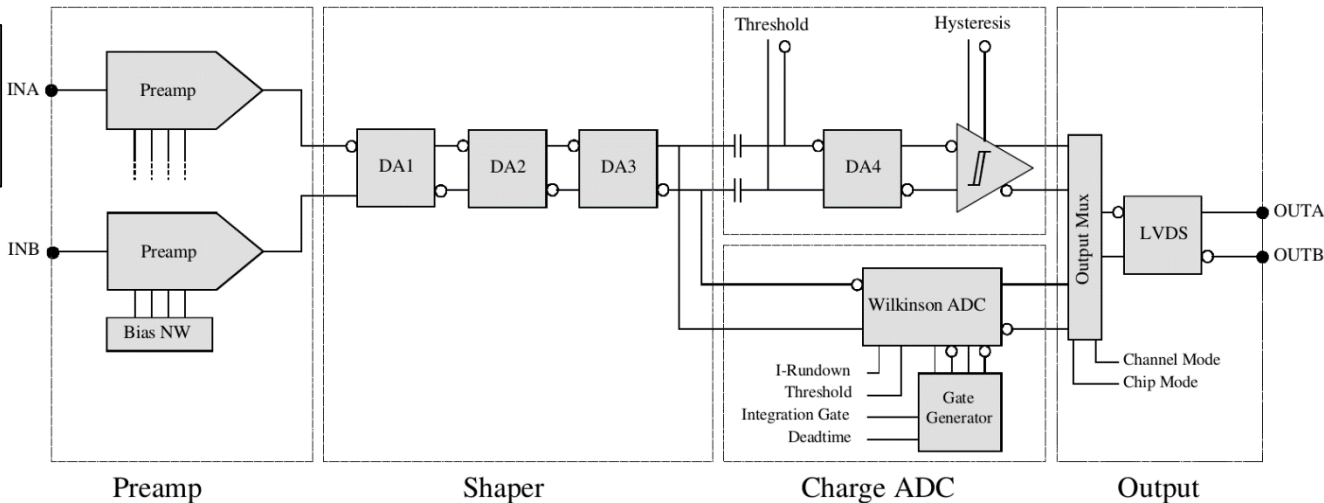 Threshold
Hysteresis
INA
Preamp
DA1
DA2
DA3
DA4
INB
Preamp
Bias NW
Output Mux
LVDS
OUTA
OUTB
Wilkinson ADC
I-Rundown
Threshold
Integration Gate
Deadtime
Gate
Generator
Channel Mode
Chip Mode
Preamp
Shaper
Charge ADC
Output